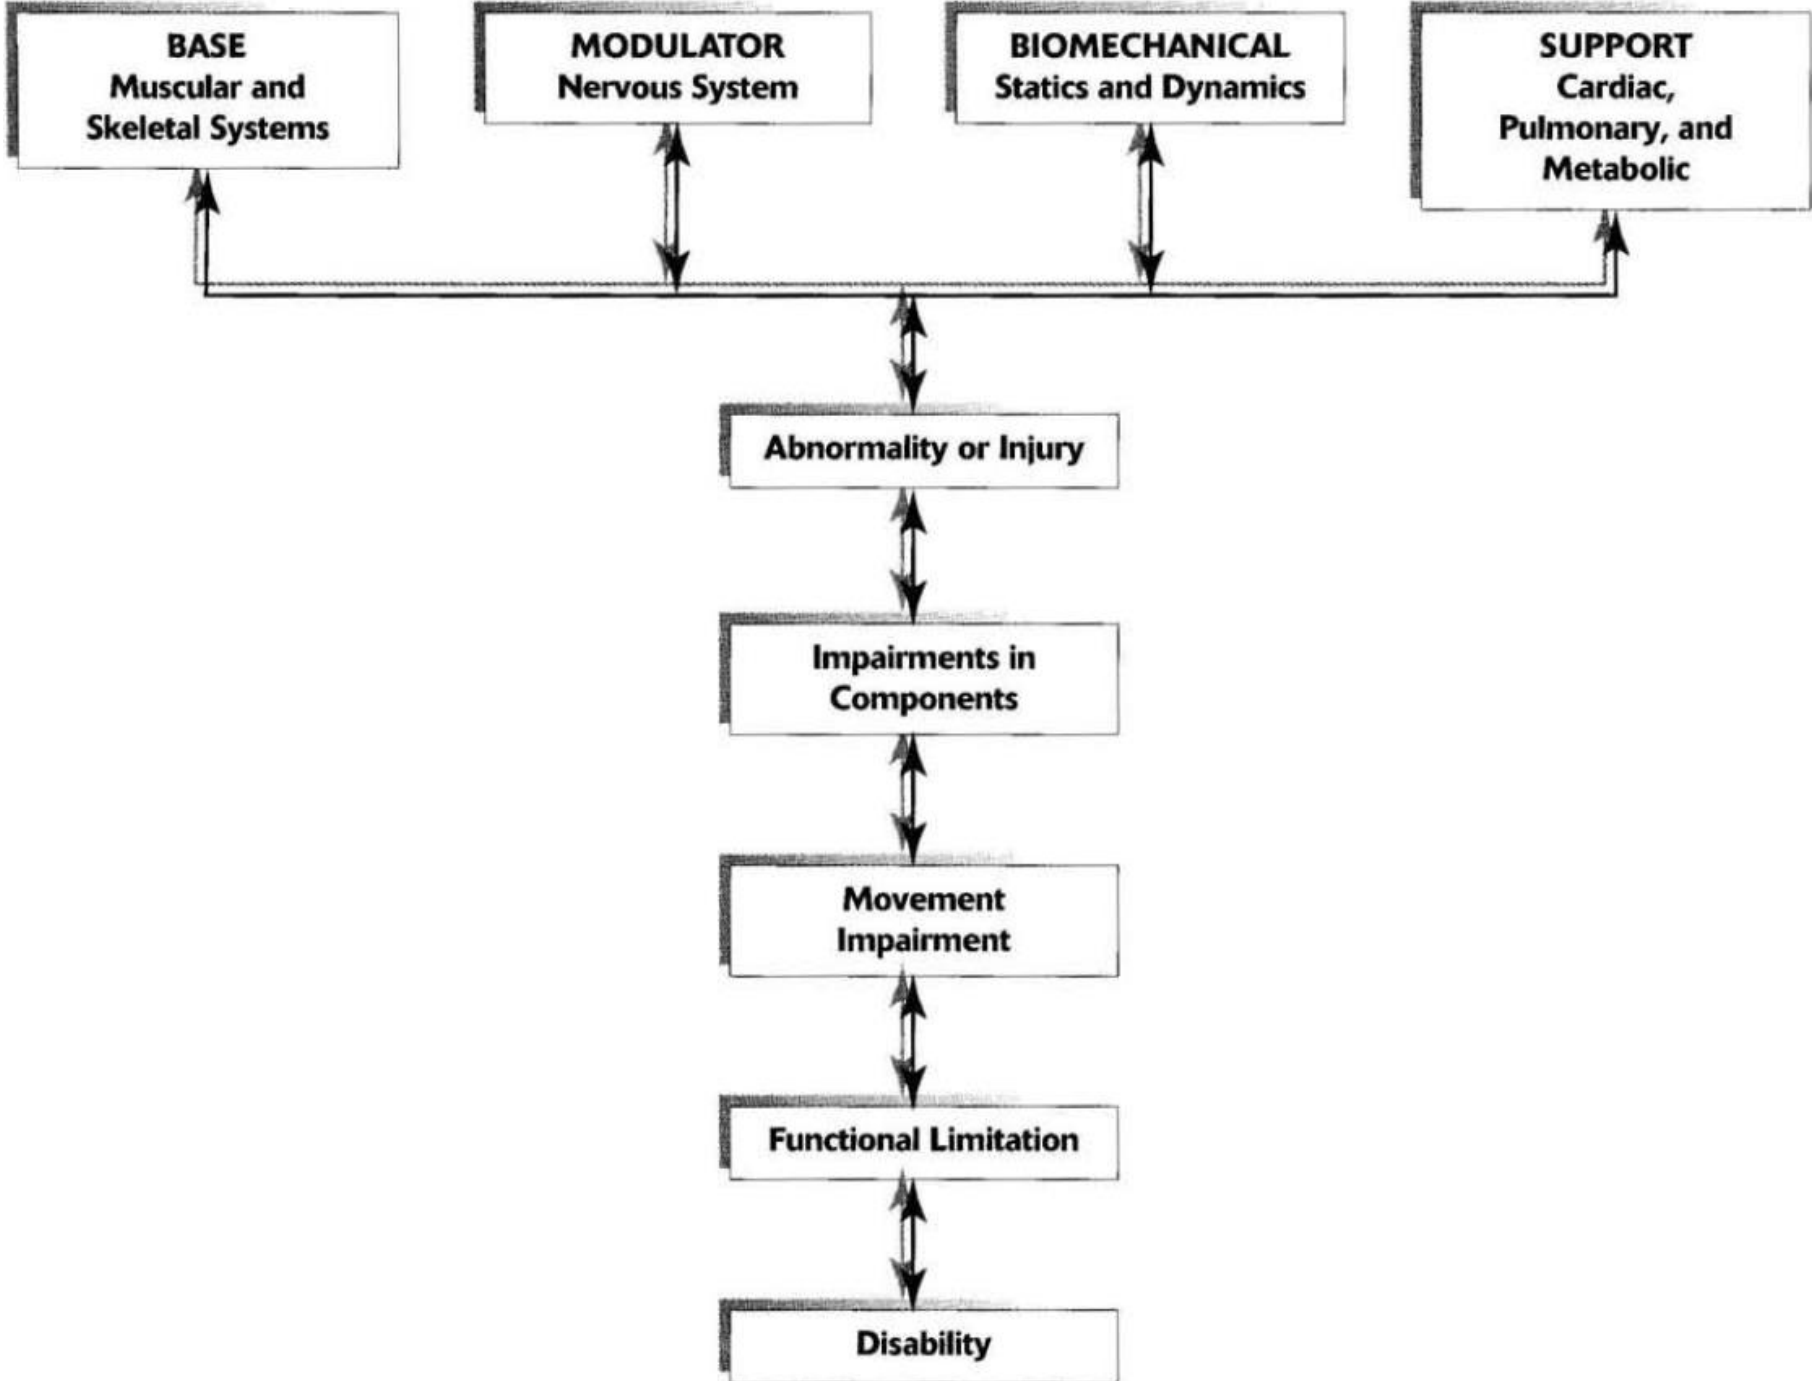 BASE
Muscular and
Skeletal Systems
MODULATOR
Nervous System
BIOMECHANICAL
Statics and Dynamics
SUPPORT
Cardiac,
Pulmonary, and
Metabolic
Abnormality or Injury
Impairments in
Components
Movement
Impairment
Functional Limitation
Disability